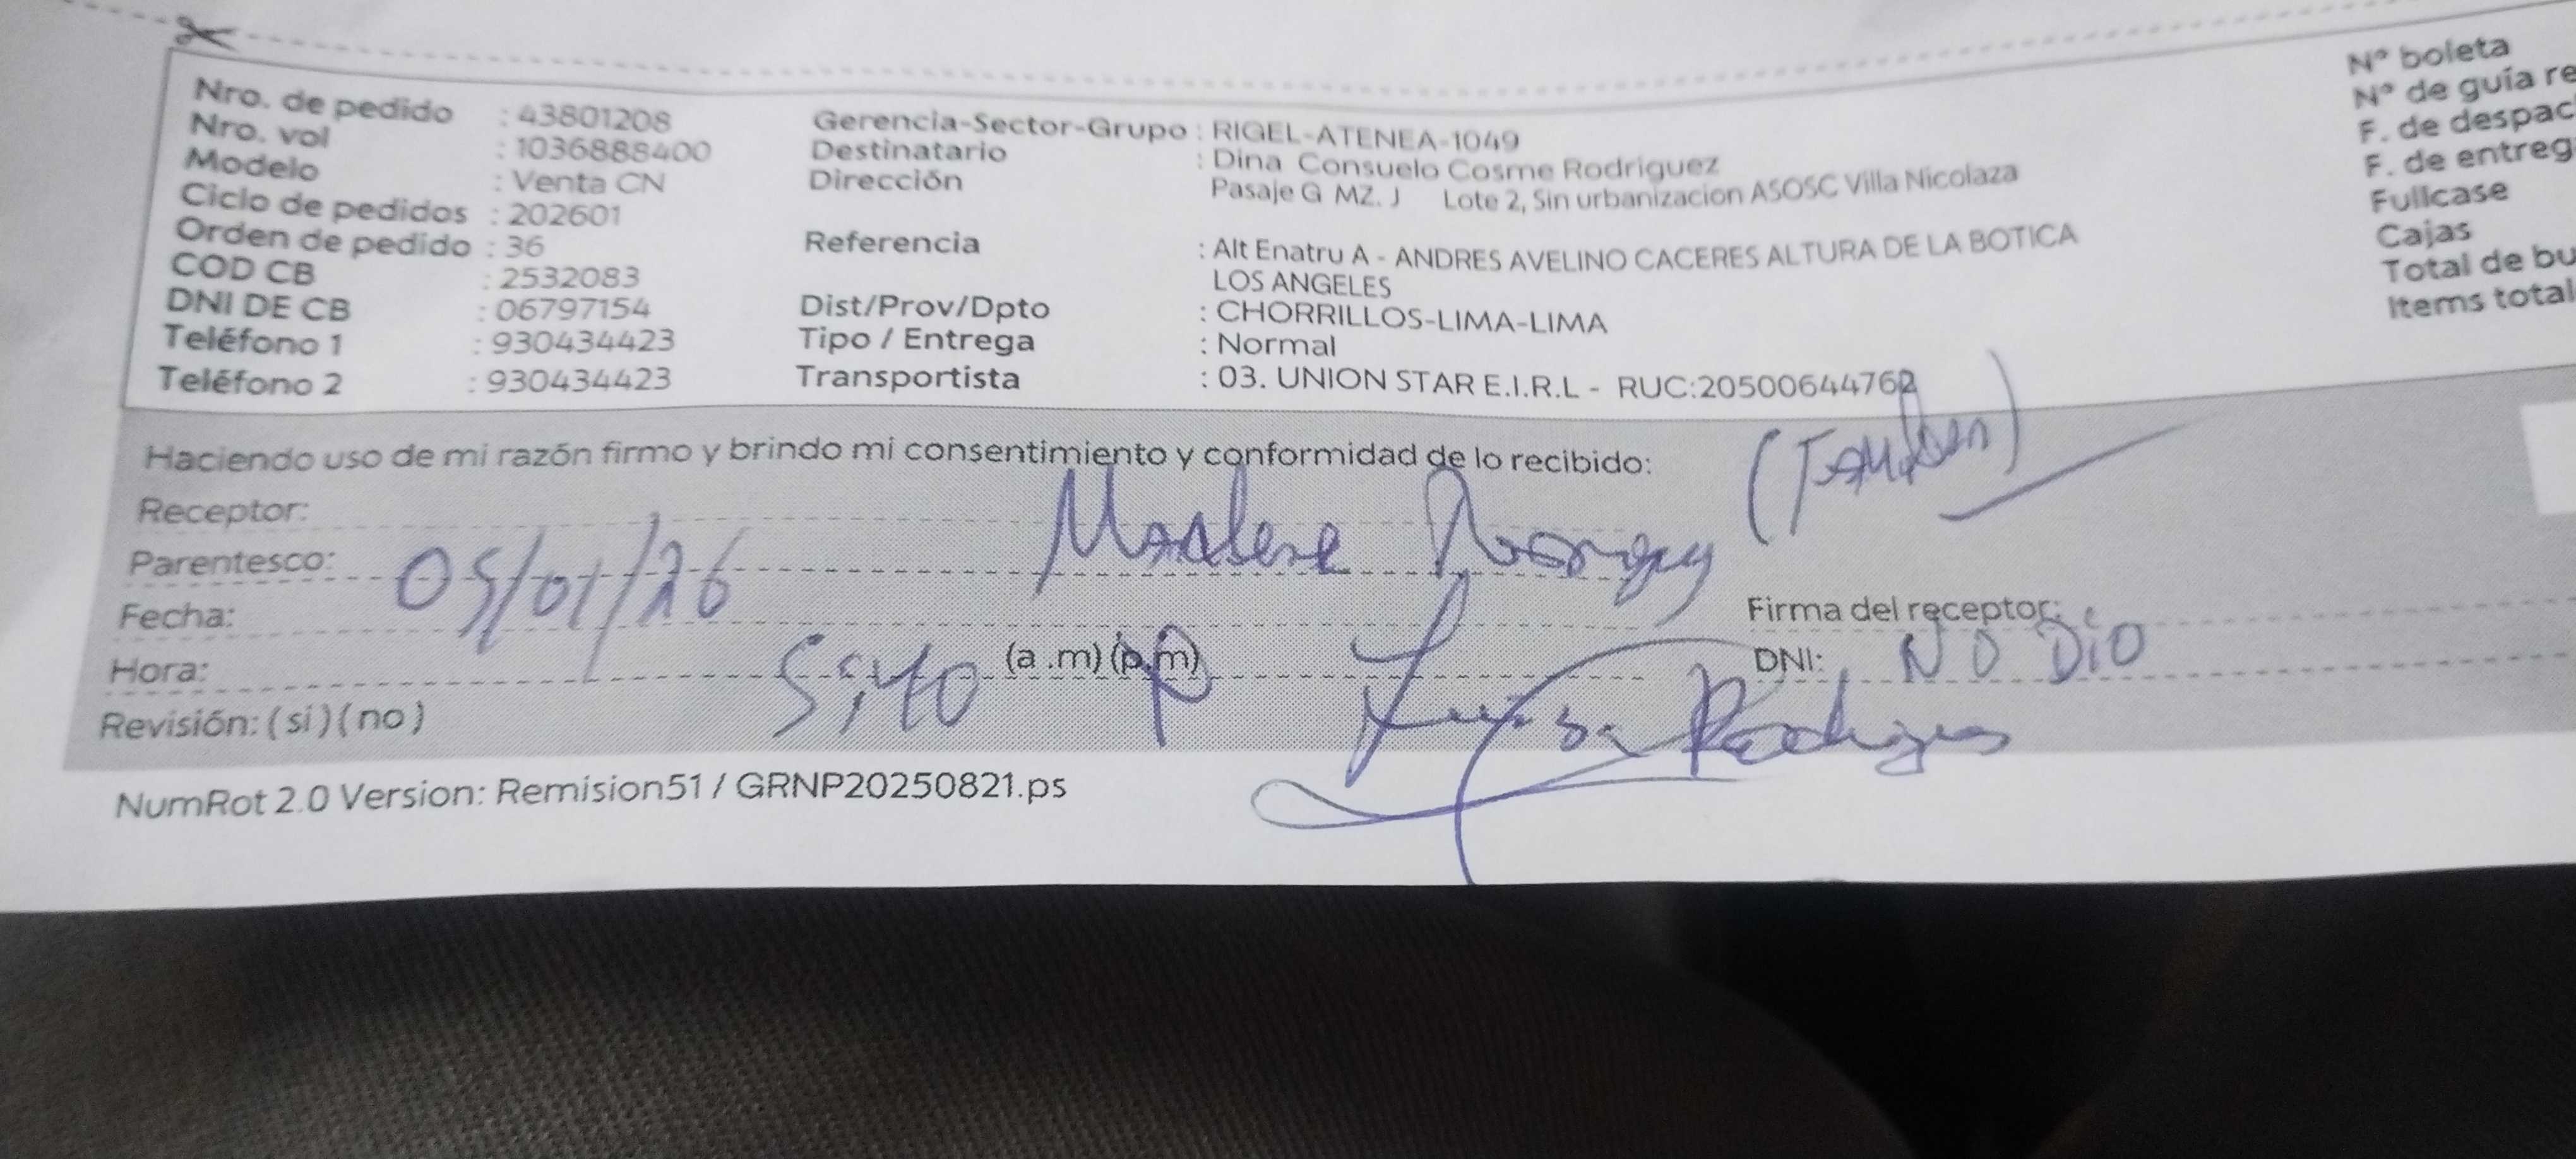 Nro. de pedido : 43801208
Nro. vol : 1036888400
Modelo : Venta CN
Ciclo de pedidos : 202601
Orden de pedido : 36
COD CB : 2532083
DNI DE CB : 06797154
Teléfono 1 : 930434423
Teléfono 2 : 930434423
Gerencia-Sector-Grupo : RIGEL-ATENEA-1049
Destinatario : Dina Consuelo Cosme Rodriguez
Dirección Pasaje G MZ. J Lote 2, Sin urbanizacion ASOSC Villa Nicolaza
Referencia : Alt Enatru A - ANDRES AVELINO CACERES ALTURA DE LA BOTICA
LOS ANGELES
Dist/Prov/Dpto : CHORRILLOS-LIMA-LIMA
Tipo / Entrega : Normal
Transportista : 03. UNION STAR E.I.R.L - RUC:20500644762
N° boleta
N° de guía re
F. de despac
F. de entreg
Fullcase
Cajas
Total de bu
Items total
Haciendo uso de mi razón firmo y brindo mi consentimiento y conformidad de lo recibido:
Receptor: Marlene
Parentesco:
Fecha: 05/01/26
Firma del receptor:
Hora: 5:40 (a .m) (p.m) p
DNI: NO DIO
Revisión: (si) (no)
Luisa Rodriguez
NumRot 2.0 Version: Remision51 / GRNP20250821.ps